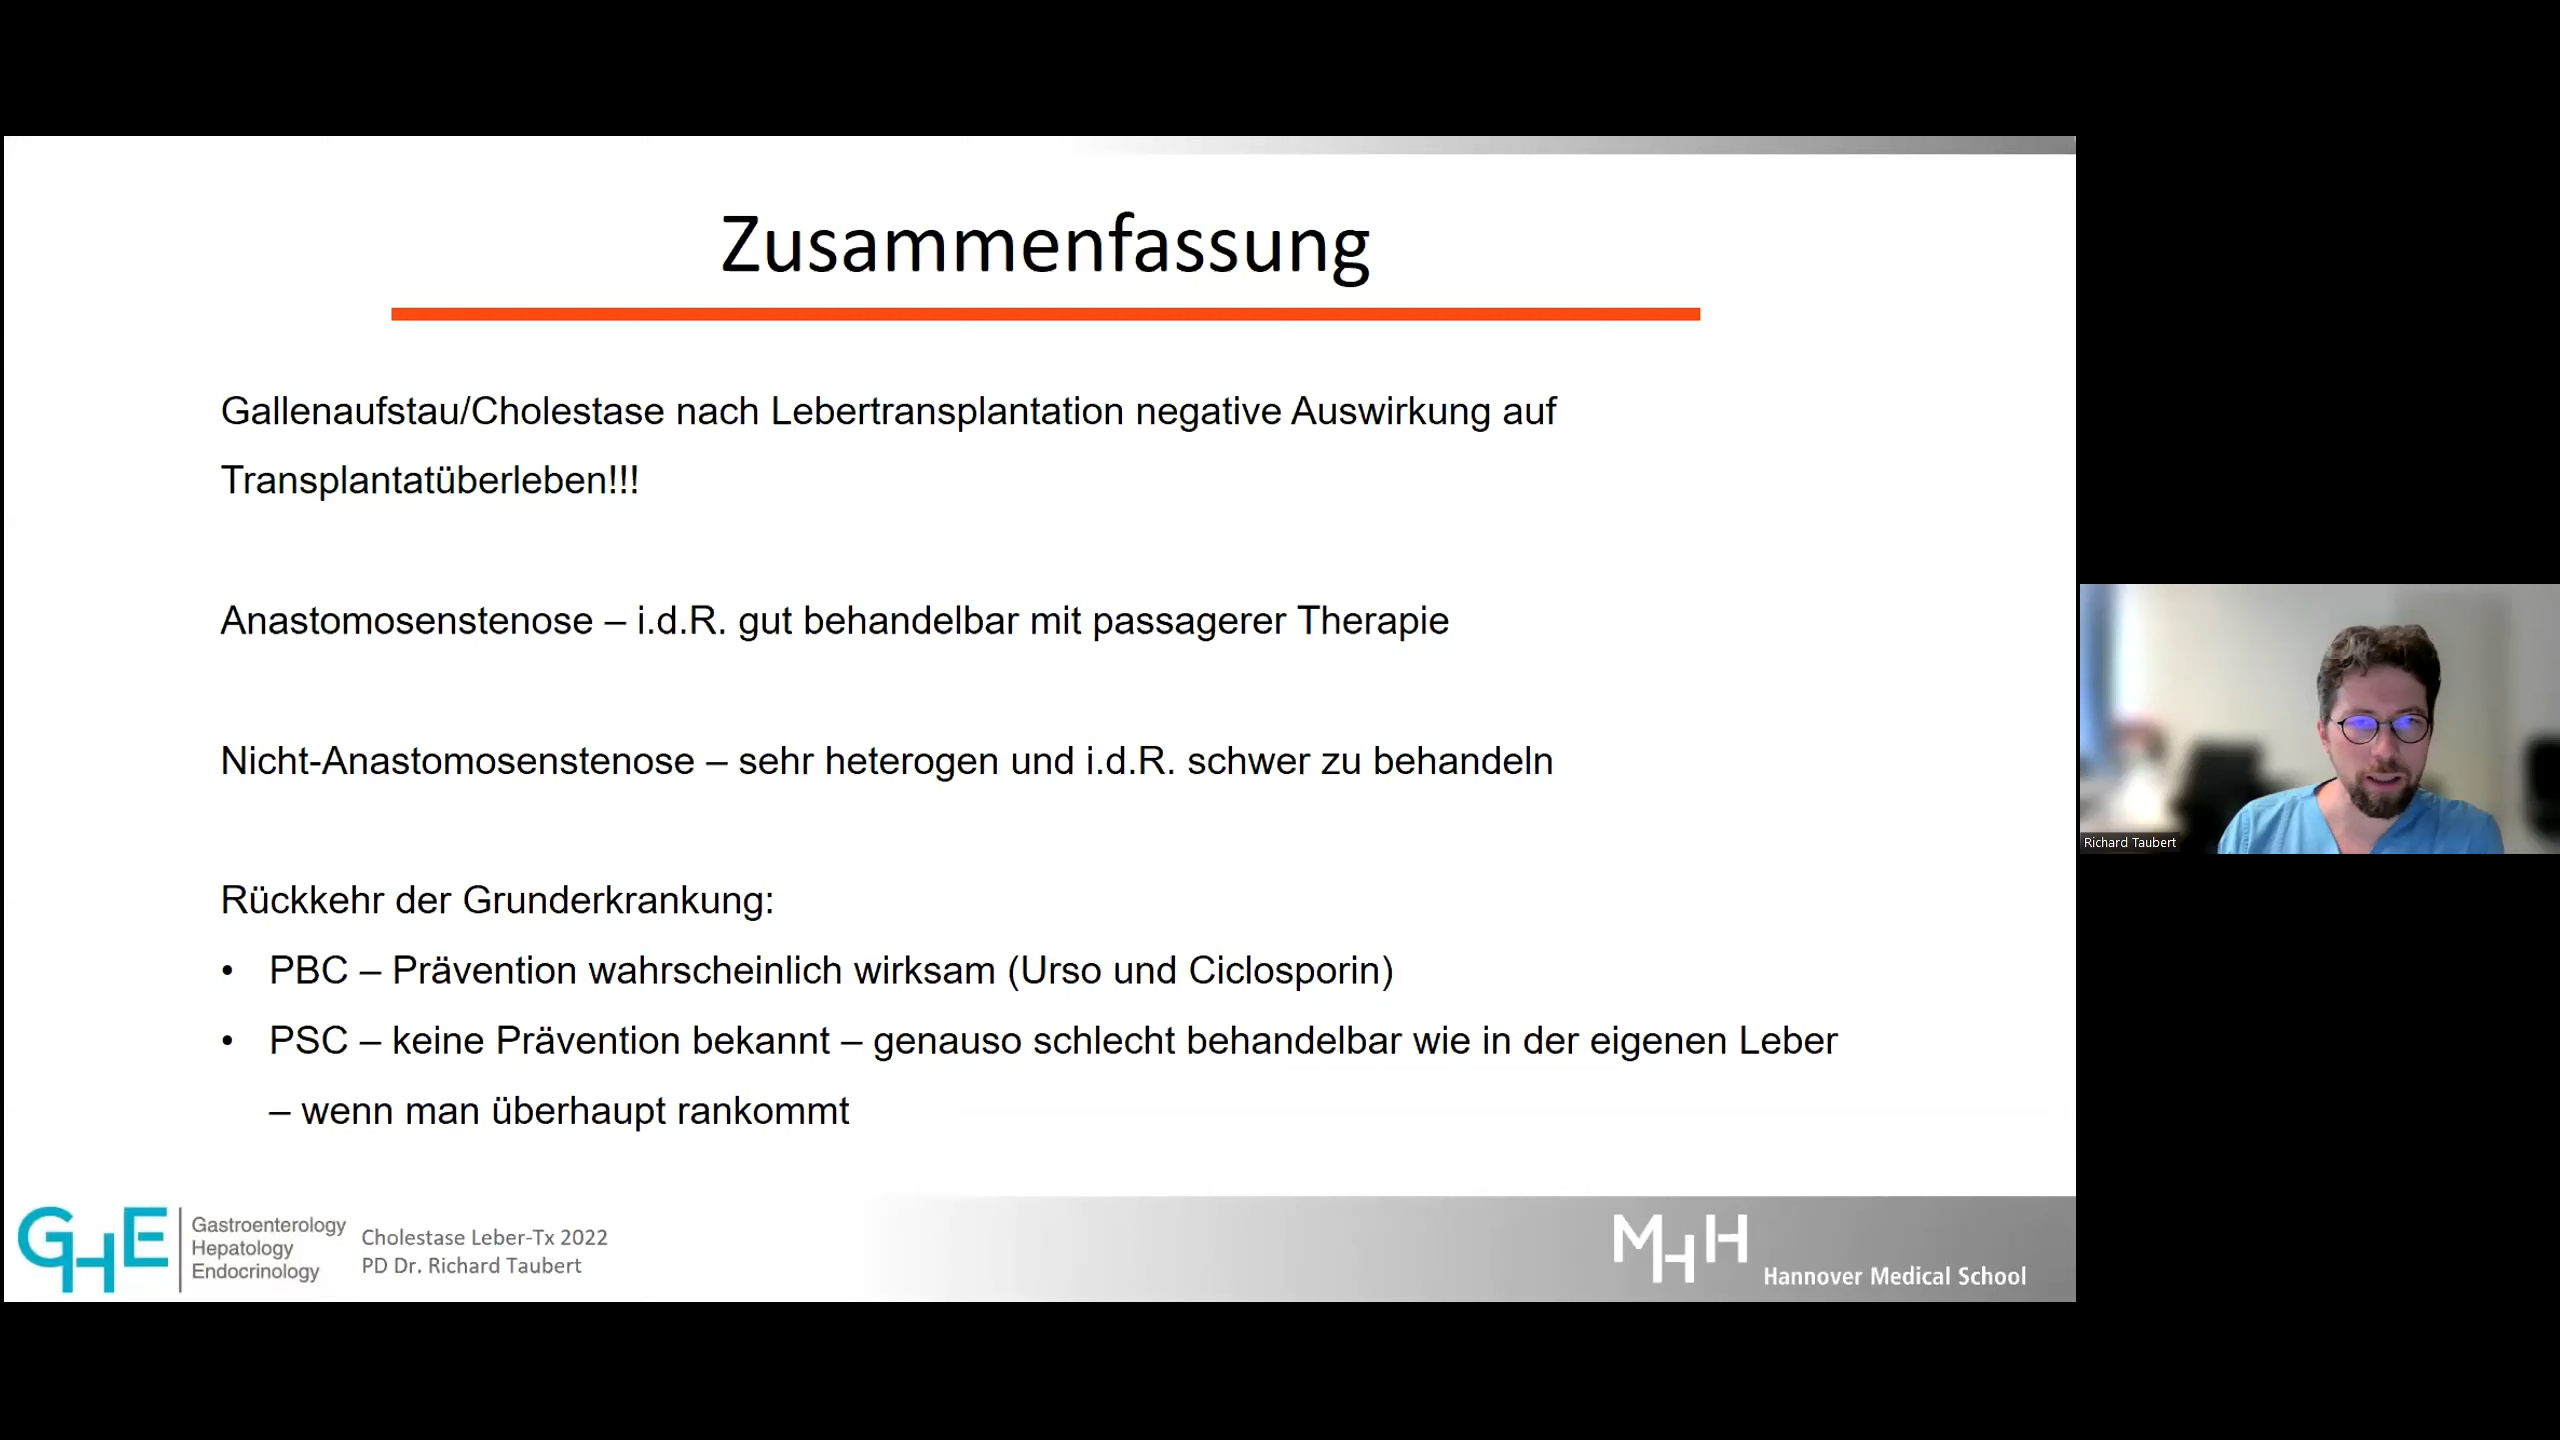 Zusammenfassung
Gallenaufstau/Cholestase nach Lebertransplantation negative Auswirkung auf
Transplantatüberleben!!!
Anastomosenstenose – i.d.R. gut behandelbar mit passagerer Therapie
Nicht-Anastomosenstenose – sehr heterogen und i.d.R. schwer zu behandeln
Rückkehr der Grunderkrankung:
• PBC – Prävention wahrscheinlich wirksam (Urso und Ciclosporin)
• PSC – keine Prävention bekannt – genauso schlecht behandelbar wie in der eigenen Leber
– wenn man überhaupt rankommt
GHE
Gastroenterology
Hepatology
Endocrinology
Cholestase Leber-Tx 2022
PD Dr. Richard Taubert
MHH
Hannover Medical School
Richard Taubert